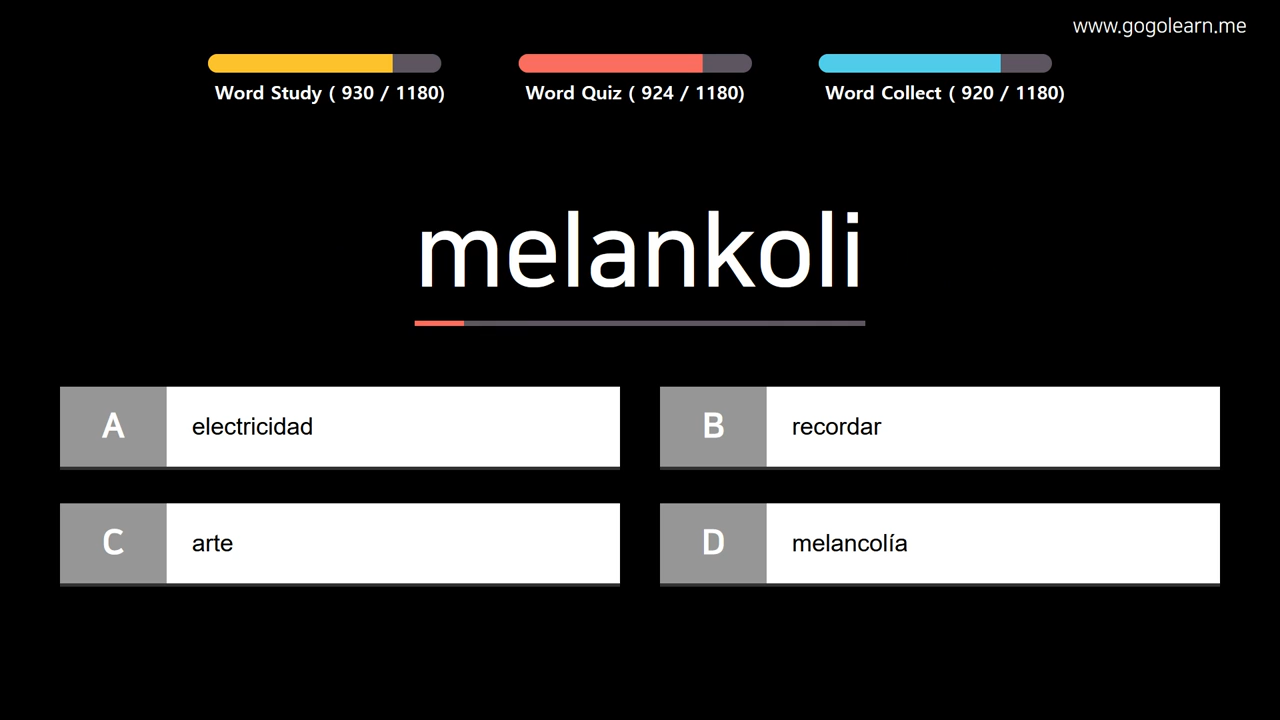 www.gogolearn.me
Word Study ( 930 / 1180)
Word Quiz ( 924 / 1180)
Word Collect ( 920 / 1180)
melankoli
A electricidad
B recordar
C arte
D melancolía